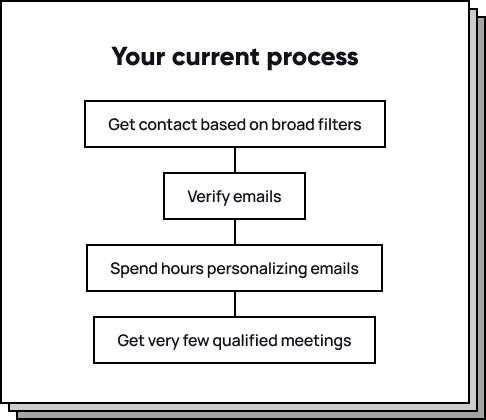 Your current process
Get contact based on broad filters
Verify emails
Spend hours personalizing emails
Get very few qualified meetings